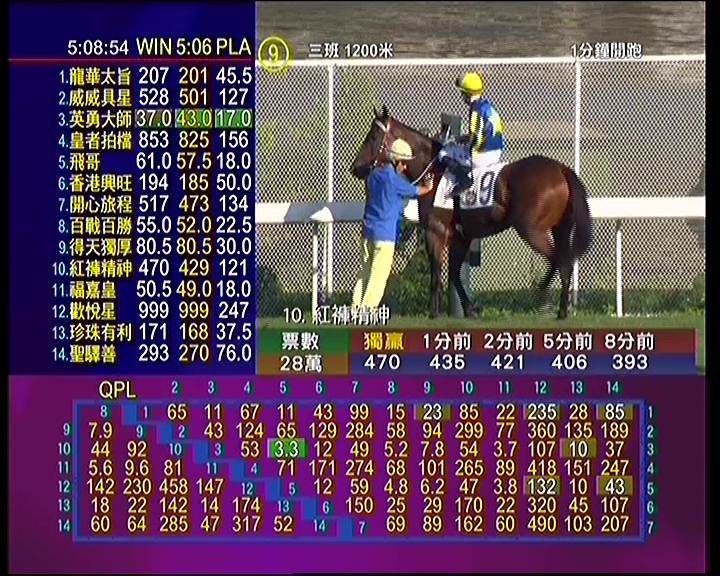 5:08:54 WIN 5:06 PLA
1.龍華太旨 207 201 45.5
2.威威具星 528 501 127
3.英勇大師 37.0 43.0 17.0
4.皇者拍檔 853 825 156
5.飛哥 61.0 57.5 18.0
6.香港興旺 194 185 50.0
7.開心旅程 517 473 134
8.百戰百勝 55.0 52.0 22.5
9.得天獨厚 80.5 80.5 30.0
10.紅褲精神 470 429 121
11.福嘉皇 50.5 49.0 18.0
12.歡悅星 999 999 247
13.珍珠有利 171 168 37.5
14.聖驛善 293 270 76.0
9 三班 1200米 1分鐘開跑
9
10. 紅褲精神
票數 獨贏 1分前 2分前 5分前 8分前
28萬 470 435 421 406 393
QPL 2 3 4 5 6 7 8 9 10 11 12 13 14
8 1 65 11 67 11 43 99 15 23 85 22 235 28 85 1
9 7.9 9 2 43 124 65 129 284 58 94 299 77 360 135 189 2
10 44 92 10 3 53 3.3 12 49 5.2 7.8 54 3.7 107 10 37 3
11 5.6 9.6 81 11 4 71 171 274 68 101 265 89 418 151 247 4
12 142 230 458 147 12 5 12 59 4.8 6.2 47 3.8 132 10 43 5
13 18 22 142 14 174 13 6 150 25 29 170 22 320 45 107 6
14 60 64 285 47 317 52 14 7 69 89 162 60 490 103 207 7